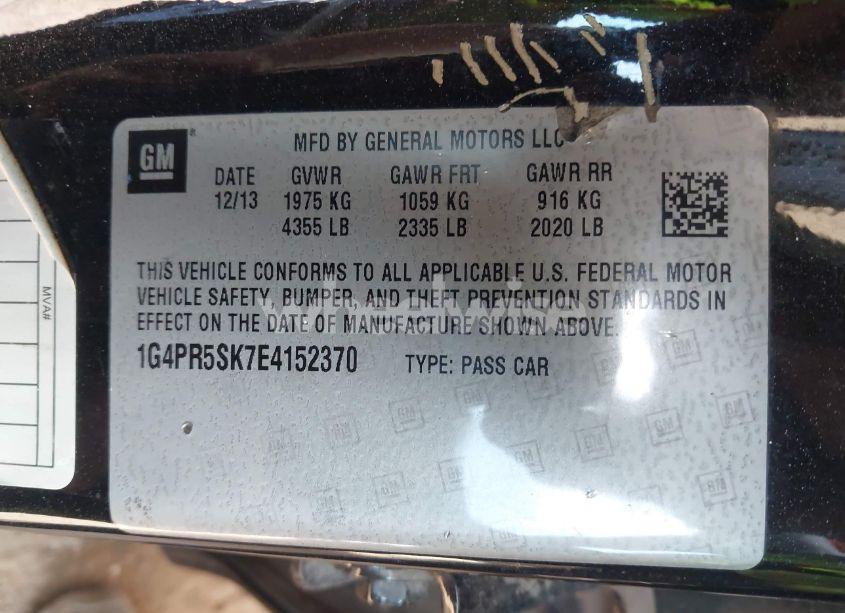 GM
MFD BY GENERAL MOTORS LLC
DATE GVWR GAWR FRT GAWR RR
12/13 1975 KG 1059 KG 916 KG
4355 LB 2335 LB 2020 LB
THIS VEHICLE CONFORMS TO ALL APPLICABLE U.S. FEDERAL MOTOR
VEHICLE SAFETY, BUMPER, AND THEFT PREVENTION STANDARDS IN
EFFECT ON THE DATE OF MANUFACTURE SHOWN ABOVE.
1G4PR5SK7E4152370 TYPE: PASS CAR
MVA#